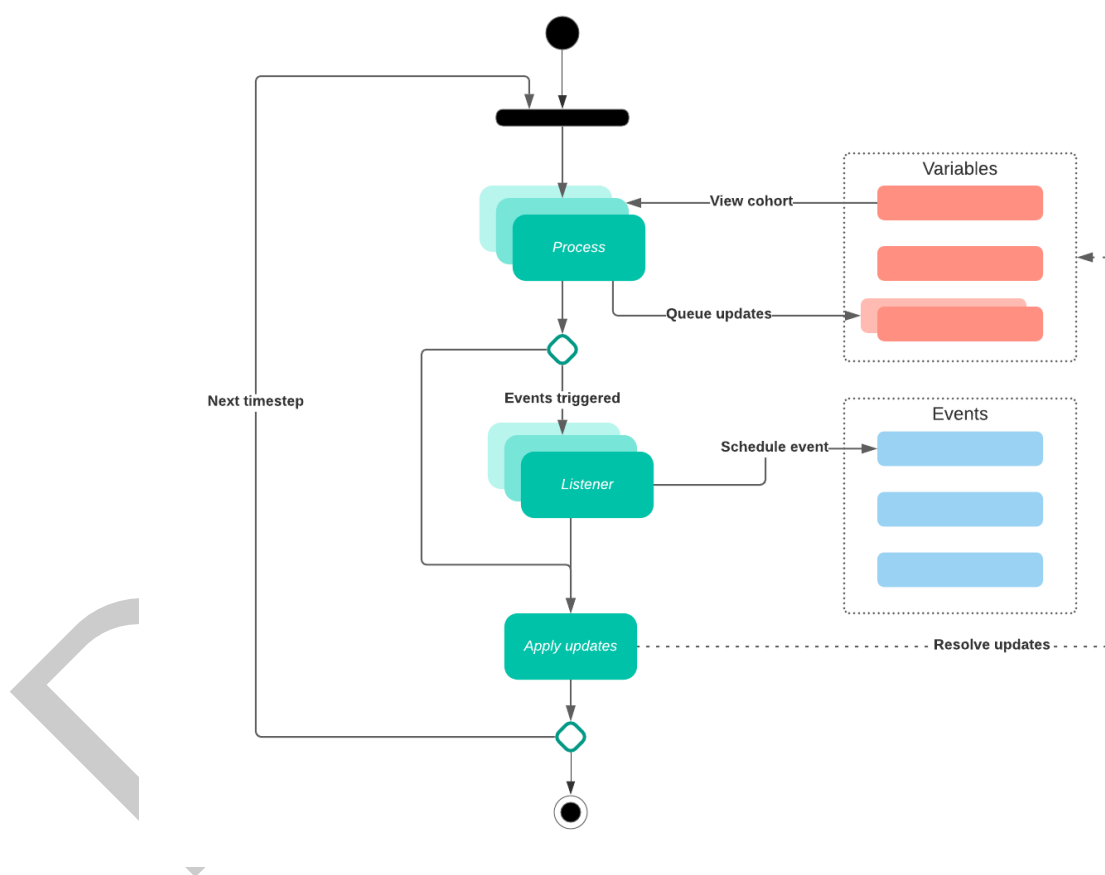 Variables
View cohort
Process
Queue updates
Next timestep
Events triggered
Events
Schedule event
Listener
Apply updates
Resolve updates